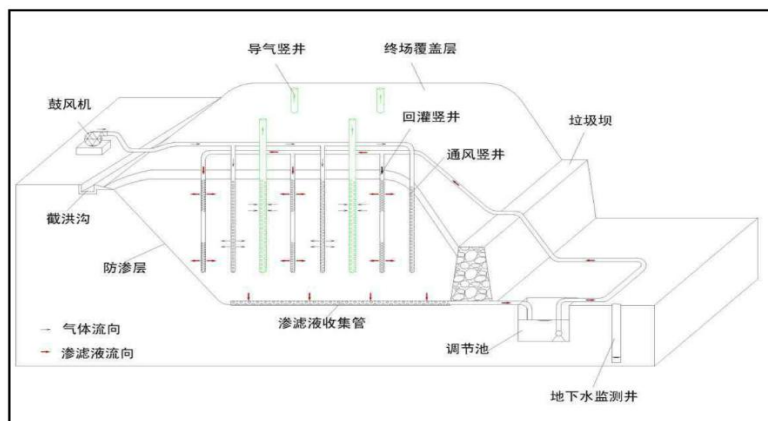 导气竖井
终场覆盖层
鼓风机
回灌竖井
垃圾坝
通风竖井
截洪沟
防渗层
渗滤液收集管
气体流向
渗滤液流向
调节池
地下水监测井